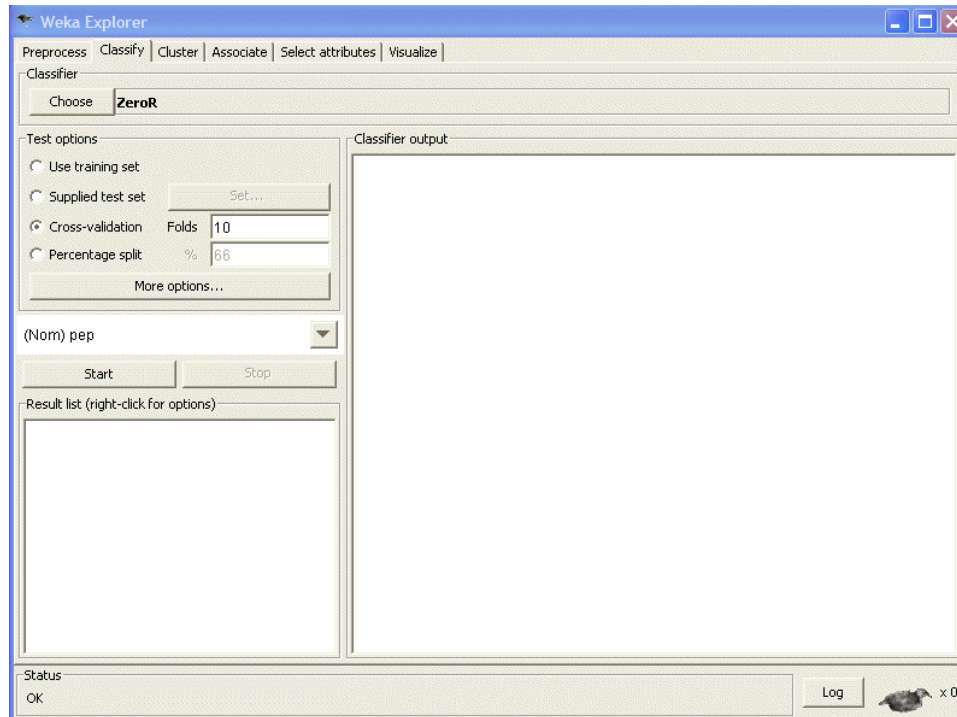 Weka Explorer
Preprocess Classify Cluster Associate Select attributes Visualize
Classifier
Choose ZeroR
Test options
Use training set
Supplied test set Set...
Cross-validation Folds 10
Percentage split % 66
More options...
(Nom) pep
Start Stop
Result list (right-click for options)
Classifier output
Status
OK
Log x 0